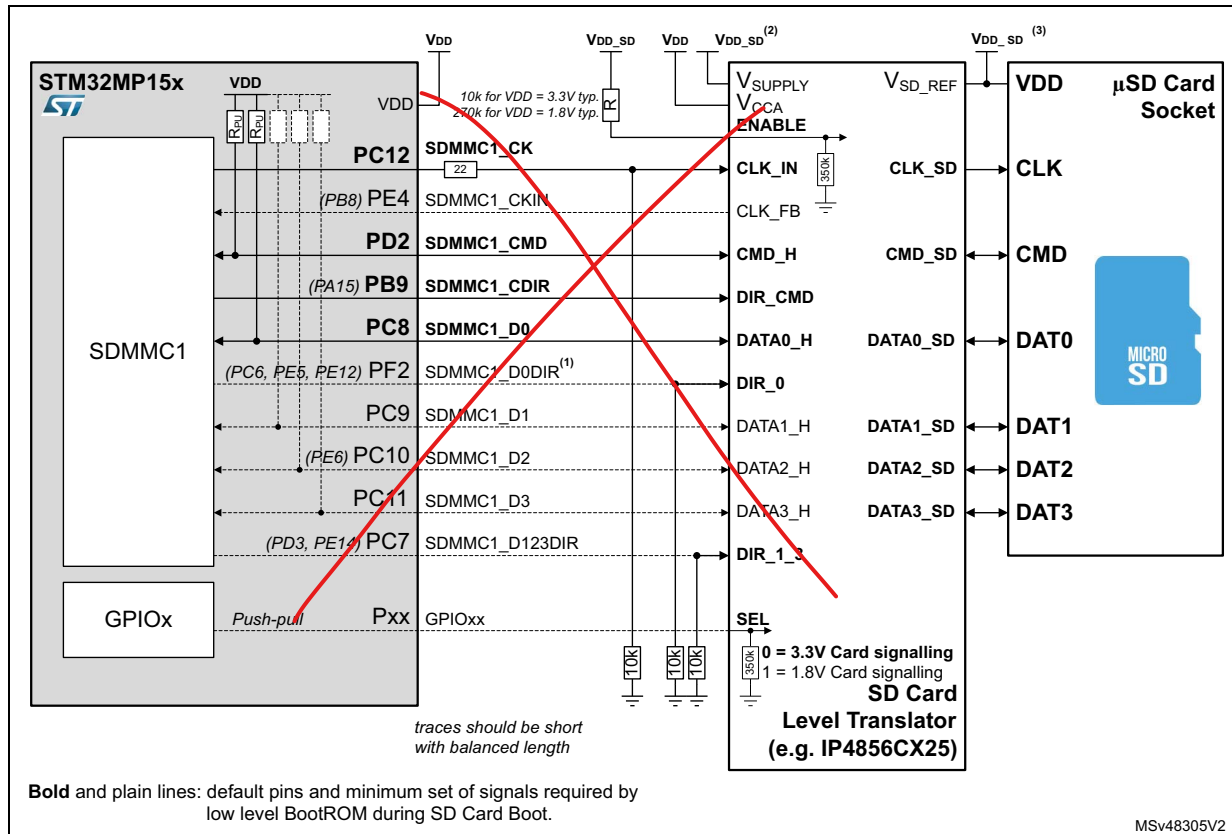 VDD
VDD_SD
VDD
VDD_SD(2)
VDD_SD (3)
STM32MP15x
ST
VDD
VDD
10k for VDD = 3.3V typ.
270k for VDD = 1.8V typ.
R
VSUPPLY
VCCA
ENABLE
VSD_REF
VDD
µSD Card
Socket
RPU
RPU
PC12
SDMMC1_CK
22
CLK_IN
350k
CLK_SD
CLK
(PB8) PE4
SDMMC1_CKIN
CLK_FB
PD2
SDMMC1_CMD
CMD_H
CMD_SD
CMD
(PA15) PB9
SDMMC1_CDIR
DIR_CMD
PC8
SDMMC1_D0
DATA0_H
DATA0_SD
DAT0
SDMMC1
MICRO
SD
(PC6, PE5, PE12) PF2
SDMMC1_D0DIR(1)
DIR_0
PC9
SDMMC1_D1
DATA1_H
DATA1_SD
DAT1
(PE6) PC10
SDMMC1_D2
DATA2_H
DATA2_SD
DAT2
PC11
SDMMC1_D3
DATA3_H
DATA3_SD
DAT3
(PD3, PE14) PC7
SDMMC1_D123DIR
DIR_1_3
GPIOx
Push-pull
Pxx
GPIOxx
SEL
10k
10k
10k
350k
0 = 3.3V Card signalling
1 = 1.8V Card signalling
SD Card
Level Translator
(e.g. IP4856CX25)
traces should be short
with balanced length
Bold and plain lines: default pins and minimum set of signals required by
low level BootROM during SD Card Boot.
MSv48305V2